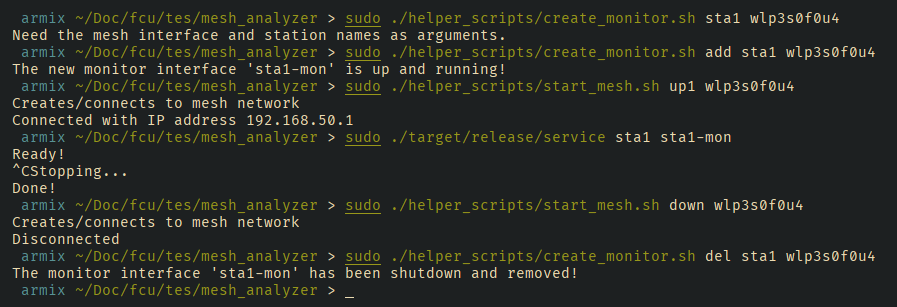 armix ~/Doc/fcu/tes/mesh_analyzer > sudo ./helper_scripts/create_monitor.sh sta1 wlp3s0f0u4
Need the mesh interface and station names as arguments.
armix ~/Doc/fcu/tes/mesh_analyzer > sudo ./helper_scripts/create_monitor.sh add sta1 wlp3s0f0u4
The new monitor interface 'sta1-mon' is up and running!
armix ~/Doc/fcu/tes/mesh_analyzer > sudo ./helper_scripts/start_mesh.sh up1 wlp3s0f0u4
Creates/connects to mesh network
Connected with IP address 192.168.50.1
armix ~/Doc/fcu/tes/mesh_analyzer > sudo ./target/release/service sta1 sta1-mon
Ready!
^CStopping...
Done!
armix ~/Doc/fcu/tes/mesh_analyzer > sudo ./helper_scripts/start_mesh.sh down wlp3s0f0u4
Creates/connects to mesh network
Disconnected
armix ~/Doc/fcu/tes/mesh_analyzer > sudo ./helper_scripts/create_monitor.sh del sta1 wlp3s0f0u4
The monitor interface 'sta1-mon' has been shutdown and removed!
armix ~/Doc/fcu/tes/mesh_analyzer > _